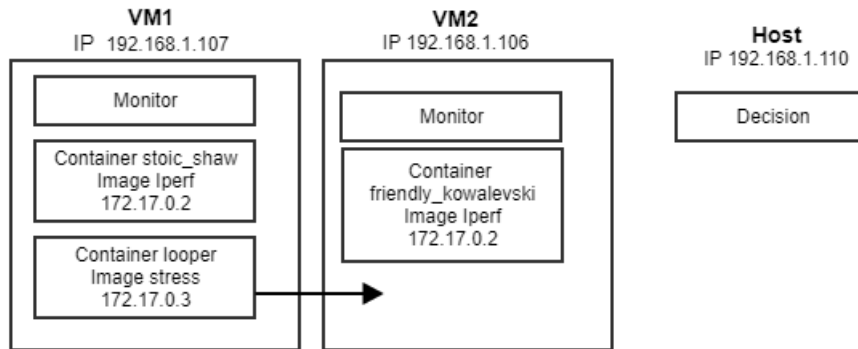 VM1
IP 192.168.1.107
Monitor
Container stoic_shaw
Image Iperf
172.17.0.2
Container looper
Image stress
172.17.0.3
VM2
IP 192.168.1.106
Monitor
Container
friendly_kowalevski
Image Iperf
172.17.0.2
Host
IP 192.168.1.110
Decision